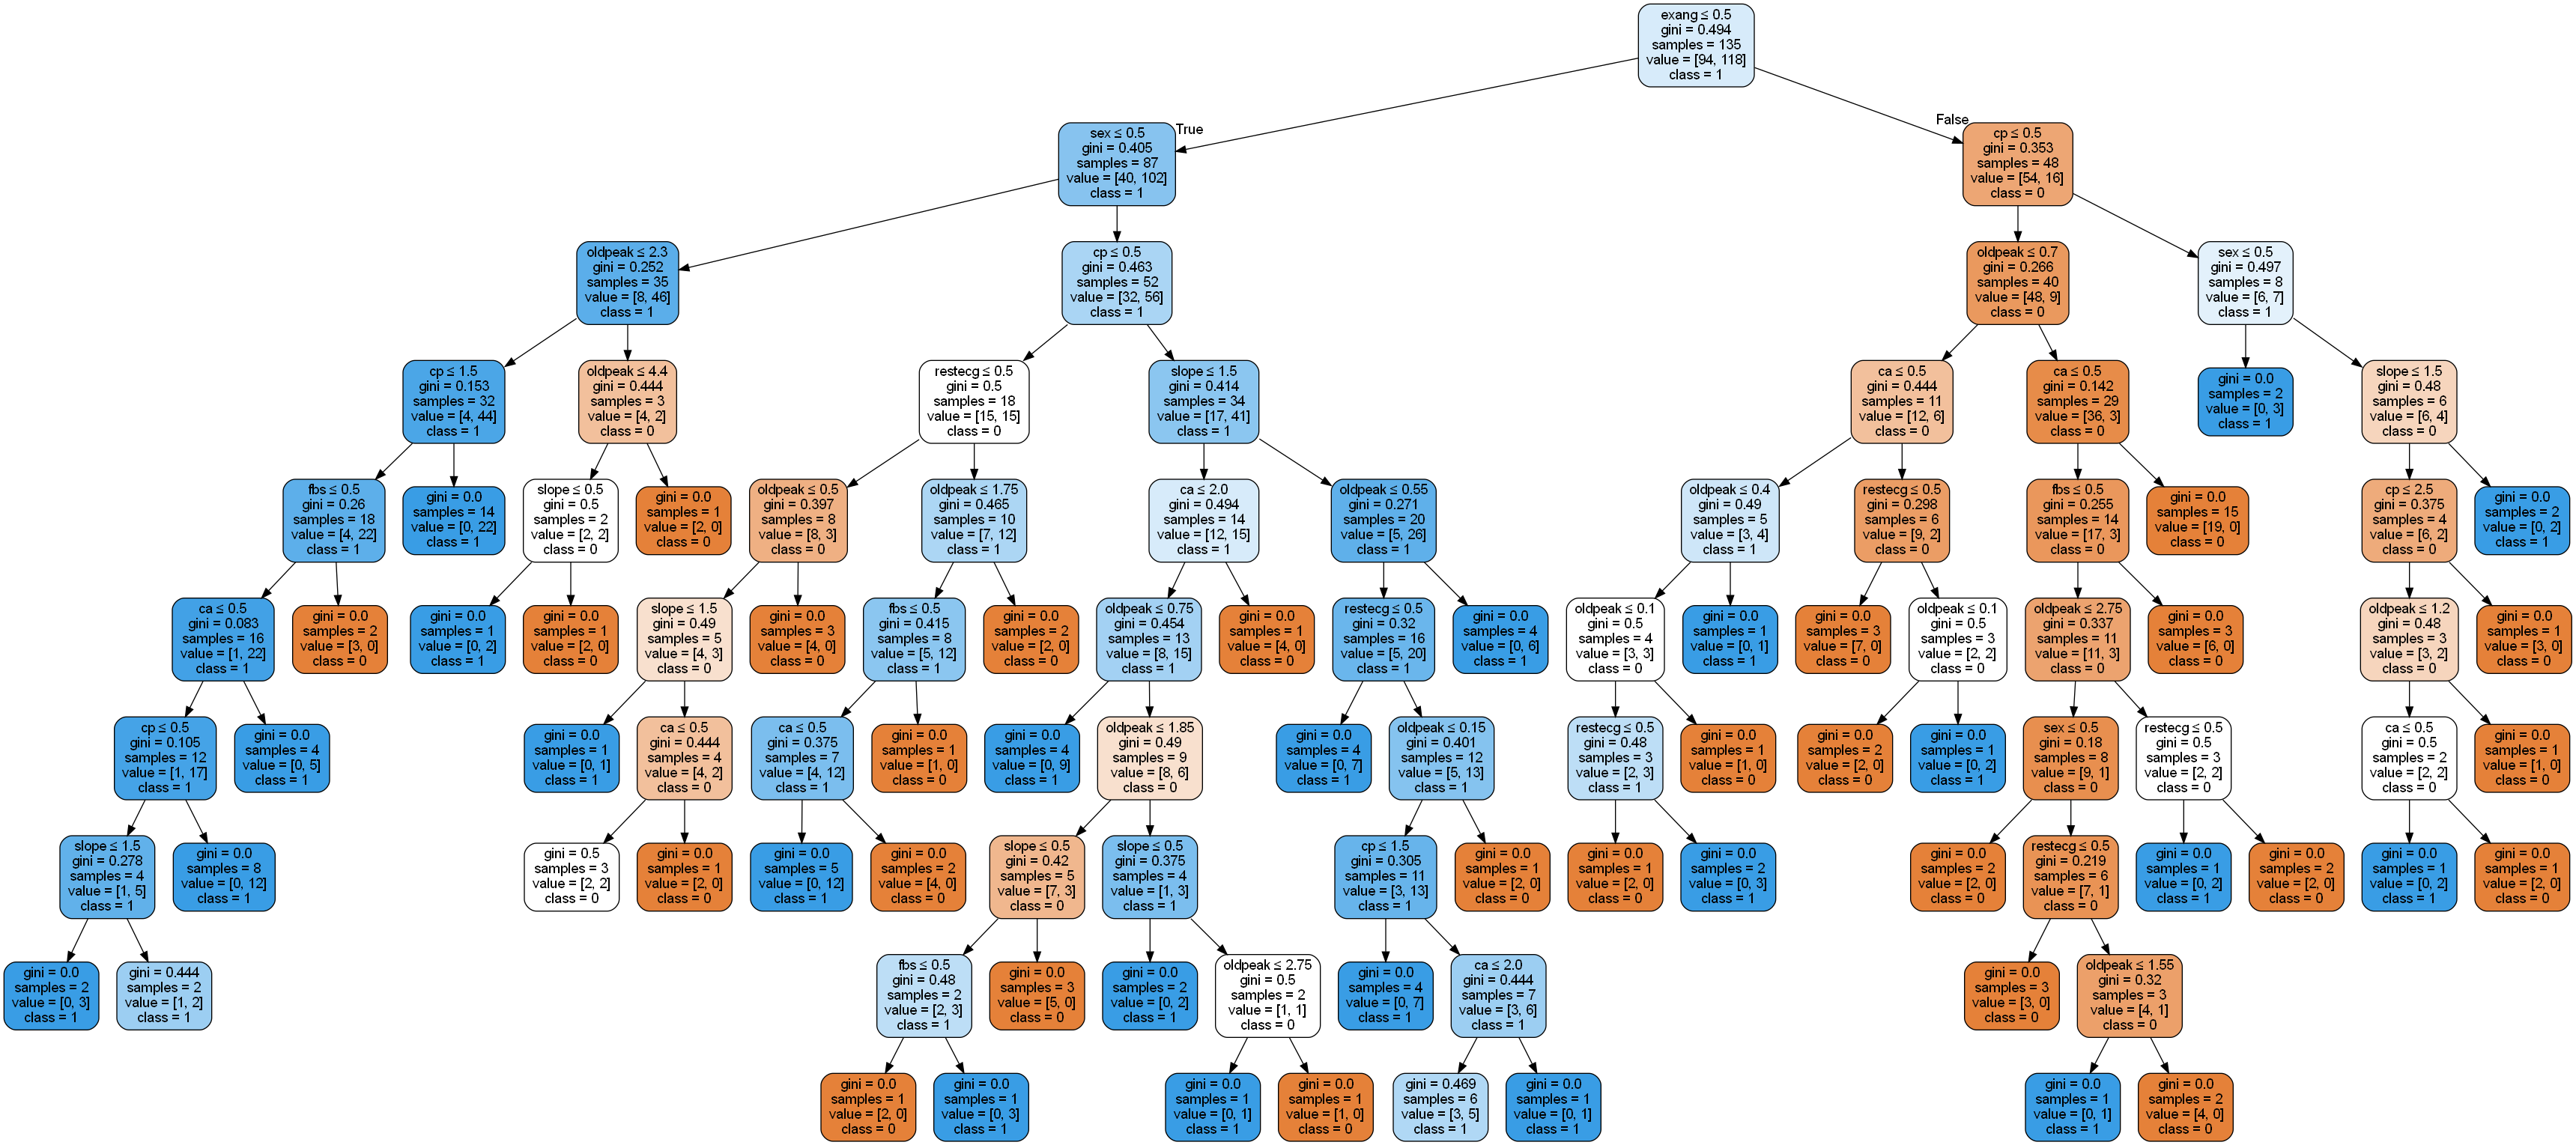 exang ≤ 0.5
gini = 0.494
samples = 135
value = [94, 118]
class = 1
True
False
sex ≤ 0.5
gini = 0.405
samples = 87
value = [40, 102]
class = 1
cp ≤ 0.5
gini = 0.353
samples = 48
value = [54, 16]
class = 0
oldpeak ≤ 2.3
gini = 0.252
samples = 35
value = [8, 46]
class = 1
cp ≤ 0.5
gini = 0.463
samples = 52
value = [32, 56]
class = 1
oldpeak ≤ 0.7
gini = 0.266
samples = 40
value = [48, 9]
class = 0
sex ≤ 0.5
gini = 0.497
samples = 8
value = [6, 7]
class = 1
cp ≤ 1.5
gini = 0.153
samples = 32
value = [4, 44]
class = 1
oldpeak ≤ 4.4
gini = 0.444
samples = 3
value = [4, 2]
class = 0
restecg ≤ 0.5
gini = 0.5
samples = 18
value = [15, 15]
class = 0
slope ≤ 1.5
gini = 0.414
samples = 34
value = [17, 41]
class = 1
ca ≤ 0.5
gini = 0.444
samples = 11
value = [12, 6]
class = 0
ca ≤ 0.5
gini = 0.142
samples = 29
value = [36, 3]
class = 0
gini = 0.0
samples = 2
value = [0, 3]
class = 1
slope ≤ 1.5
gini = 0.48
samples = 6
value = [6, 4]
class = 0
fbs ≤ 0.5
gini = 0.26
samples = 18
value = [4, 22]
class = 1
gini = 0.0
samples = 14
value = [0, 22]
class = 1
slope ≤ 0.5
gini = 0.5
samples = 2
value = [2, 2]
class = 0
gini = 0.0
samples = 1
value = [2, 0]
class = 0
oldpeak ≤ 0.5
gini = 0.397
samples = 8
value = [8, 3]
class = 0
oldpeak ≤ 1.75
gini = 0.465
samples = 10
value = [7, 12]
class = 1
ca ≤ 2.0
gini = 0.494
samples = 14
value = [12, 15]
class = 1
oldpeak ≤ 0.55
gini = 0.271
samples = 20
value = [5, 26]
class = 1
oldpeak ≤ 0.4
gini = 0.49
samples = 5
value = [3, 4]
class = 1
restecg ≤ 0.5
gini = 0.298
samples = 6
value = [9, 2]
class = 0
fbs ≤ 0.5
gini = 0.255
samples = 14
value = [17, 3]
class = 0
gini = 0.0
samples = 15
value = [19, 0]
class = 0
cp ≤ 2.5
gini = 0.375
samples = 4
value = [6, 2]
class = 0
gini = 0.0
samples = 2
value = [0, 2]
class = 1
ca ≤ 0.5
gini = 0.083
samples = 16
value = [1, 22]
class = 1
gini = 0.0
samples = 2
value = [3, 0]
class = 0
gini = 0.0
samples = 1
value = [0, 2]
class = 1
gini = 0.0
samples = 1
value = [2, 0]
class = 0
slope ≤ 1.5
gini = 0.49
samples = 5
value = [4, 3]
class = 0
gini = 0.0
samples = 3
value = [4, 0]
class = 0
fbs ≤ 0.5
gini = 0.415
samples = 8
value = [5, 12]
class = 1
gini = 0.0
samples = 2
value = [2, 0]
class = 0
oldpeak ≤ 0.75
gini = 0.454
samples = 13
value = [8, 15]
class = 1
gini = 0.0
samples = 1
value = [4, 0]
class = 0
restecg ≤ 0.5
gini = 0.32
samples = 16
value = [5, 20]
class = 1
gini = 0.0
samples = 4
value = [0, 6]
class = 1
oldpeak ≤ 0.1
gini = 0.5
samples = 4
value = [3, 3]
class = 0
gini = 0.0
samples = 1
value = [0, 1]
class = 1
gini = 0.0
samples = 3
value = [7, 0]
class = 0
oldpeak ≤ 0.1
gini = 0.5
samples = 3
value = [2, 2]
class = 0
oldpeak ≤ 2.75
gini = 0.337
samples = 11
value = [11, 3]
class = 0
gini = 0.0
samples = 3
value = [6, 0]
class = 0
oldpeak ≤ 1.2
gini = 0.48
samples = 3
value = [3, 2]
class = 0
gini = 0.0
samples = 1
value = [3, 0]
class = 0
cp ≤ 0.5
gini = 0.105
samples = 12
value = [1, 17]
class = 1
gini = 0.0
samples = 4
value = [0, 5]
class = 1
gini = 0.0
samples = 1
value = [0, 1]
class = 1
ca ≤ 0.5
gini = 0.444
samples = 4
value = [4, 2]
class = 0
ca ≤ 0.5
gini = 0.375
samples = 7
value = [4, 12]
class = 1
gini = 0.0
samples = 1
value = [1, 0]
class = 0
gini = 0.0
samples = 4
value = [0, 9]
class = 1
oldpeak ≤ 1.85
gini = 0.49
samples = 9
value = [8, 6]
class = 0
gini = 0.0
samples = 4
value = [0, 7]
class = 1
oldpeak ≤ 0.15
gini = 0.401
samples = 12
value = [5, 13]
class = 1
restecg ≤ 0.5
gini = 0.48
samples = 3
value = [2, 3]
class = 1
gini = 0.0
samples = 1
value = [1, 0]
class = 0
gini = 0.0
samples = 2
value = [2, 0]
class = 0
gini = 0.0
samples = 1
value = [0, 2]
class = 1
sex ≤ 0.5
gini = 0.18
samples = 8
value = [9, 1]
class = 0
restecg ≤ 0.5
gini = 0.5
samples = 3
value = [2, 2]
class = 0
ca ≤ 0.5
gini = 0.5
samples = 2
value = [2, 2]
class = 0
gini = 0.0
samples = 1
value = [1, 0]
class = 0
slope ≤ 1.5
gini = 0.278
samples = 4
value = [1, 5]
class = 1
gini = 0.0
samples = 8
value = [0, 12]
class = 1
gini = 0.5
samples = 3
value = [2, 2]
class = 0
gini = 0.0
samples = 1
value = [2, 0]
class = 0
gini = 0.0
samples = 5
value = [0, 12]
class = 1
gini = 0.0
samples = 2
value = [4, 0]
class = 0
slope ≤ 0.5
gini = 0.42
samples = 5
value = [7, 3]
class = 0
slope ≤ 0.5
gini = 0.375
samples = 4
value = [1, 3]
class = 1
cp ≤ 1.5
gini = 0.305
samples = 11
value = [3, 13]
class = 1
gini = 0.0
samples = 1
value = [2, 0]
class = 0
gini = 0.0
samples = 1
value = [2, 0]
class = 0
gini = 0.0
samples = 2
value = [0, 3]
class = 1
gini = 0.0
samples = 2
value = [2, 0]
class = 0
restecg ≤ 0.5
gini = 0.219
samples = 6
value = [7, 1]
class = 0
gini = 0.0
samples = 1
value = [0, 2]
class = 1
gini = 0.0
samples = 2
value = [2, 0]
class = 0
gini = 0.0
samples = 1
value = [0, 2]
class = 1
gini = 0.0
samples = 1
value = [2, 0]
class = 0
gini = 0.0
samples = 2
value = [0, 3]
class = 1
gini = 0.444
samples = 2
value = [1, 2]
class = 1
fbs ≤ 0.5
gini = 0.48
samples = 2
value = [2, 3]
class = 1
gini = 0.0
samples = 3
value = [5, 0]
class = 0
gini = 0.0
samples = 2
value = [0, 2]
class = 1
oldpeak ≤ 2.75
gini = 0.5
samples = 2
value = [1, 1]
class = 0
gini = 0.0
samples = 4
value = [0, 7]
class = 1
ca ≤ 2.0
gini = 0.444
samples = 7
value = [3, 6]
class = 1
gini = 0.0
samples = 3
value = [3, 0]
class = 0
oldpeak ≤ 1.55
gini = 0.32
samples = 3
value = [4, 1]
class = 0
gini = 0.0
samples = 1
value = [2, 0]
class = 0
gini = 0.0
samples = 1
value = [0, 3]
class = 1
gini = 0.0
samples = 1
value = [0, 1]
class = 1
gini = 0.0
samples = 1
value = [1, 0]
class = 0
gini = 0.469
samples = 6
value = [3, 5]
class = 1
gini = 0.0
samples = 1
value = [0, 1]
class = 1
gini = 0.0
samples = 1
value = [0, 1]
class = 1
gini = 0.0
samples = 2
value = [4, 0]
class = 0